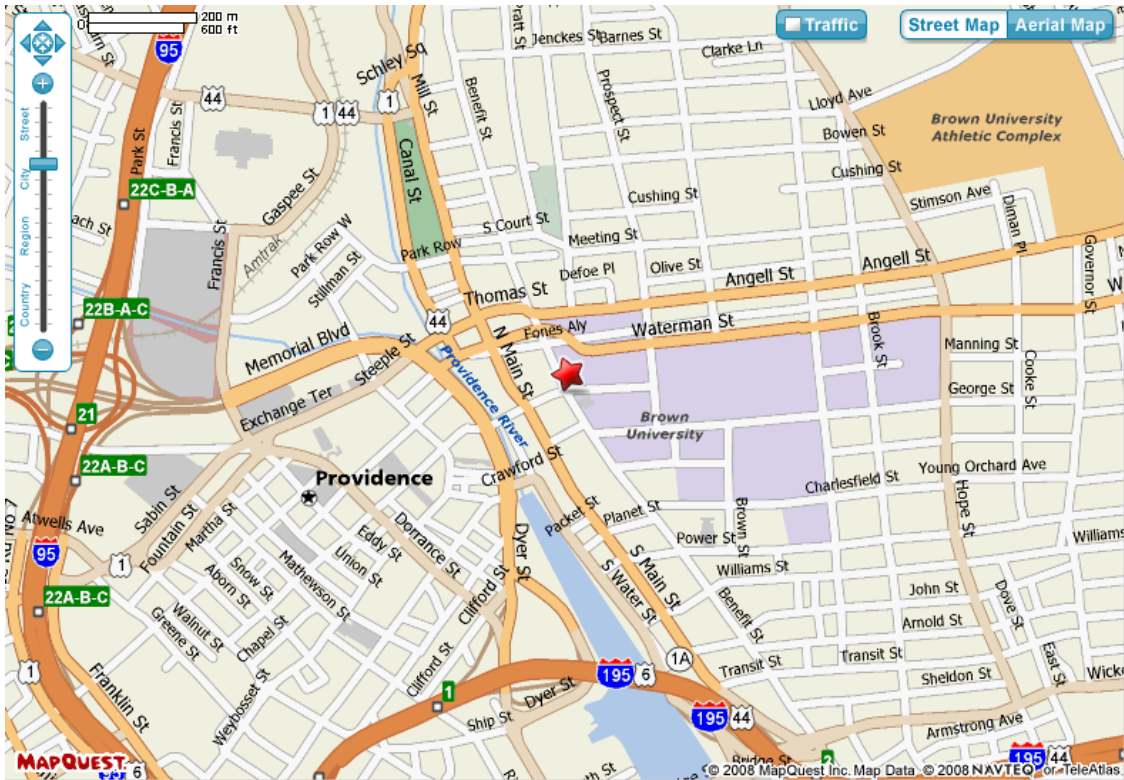 200 m
600 ft
Traffic
Street Map
Aerial Map
Street
City
Region
Country
95
44
1
44
1
Schley Sq
Mill St
Pratt St
Jenckes St
Barnes St
Clarke Ln
Benefit St
Prospect St
Lloyd Ave
Bowen St
Brown University
Athletic Complex
Francis St
Park St
22C-B-A
Canal St
Cushing St
Cushing St
Stimson Ave
Diman Pl
Gaspee St
Amtrak
Francis St
Park Row W
Stillman St
Park Row
S Court St
Meeting St
Defoe Pl
Olive St
Angell St
Angell St
Governor St
22B-A-C
Thomas St
44
Fones Aly
Waterman St
Brook St
Memorial Blvd
Steeple St
N Main St
Manning St
Cooke St
Exchange Ter
Providence River
George St
21
Brown
University
22A-B-C
Providence
Crawford St
Young Orchard Ave
Charlesfield St
Hope St
Atwells Ave
Sabin St
Fountain St
Martha St
Dorrance St
Eddy St
Union St
Packet St
Planet St
Brown St
Power St
Williams St
Williams St
95
1
Mathewson St
Snow St
Aborn St
Dyer St
S Main St
S Water St
Benefit St
22A-B-C
Walnut St
Greene St
Chapel St
Clifford St
Clifford St
John St
Dove St
Arnold St
East St
1
Franklin St
Weybosset St
1A
Transit St
Transit St
Sheldon St
195
6
Dyer St
1
Ship St
195
44
Armstrong Ave
Bridge St
2
195
44
MAPQUEST
6
© 2008 MapQuest Inc. Map Data © 2008 NAVTEQ or TeleAtlas